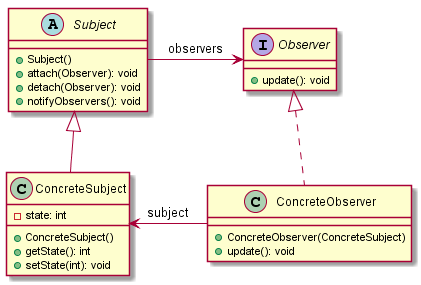 A Subject
Subject()
attach(Observer): void
detach(Observer): void
notifyObservers(): void
observers
I Observer
update(): void
C ConcreteSubject
state: int
ConcreteSubject()
getState(): int
setState(int): void
subject
C ConcreteObserver
ConcreteObserver(ConcreteSubject)
update(): void